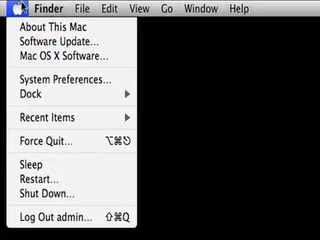 Finder File Edit View Go Window Help
About This Mac
Software Update...
Mac OS X Software...
System Preferences...
Dock
Recent Items
Force Quit... ⌥⌘⎋
Sleep
Restart...
Shut Down...
Log Out admin... ⇧⌘Q